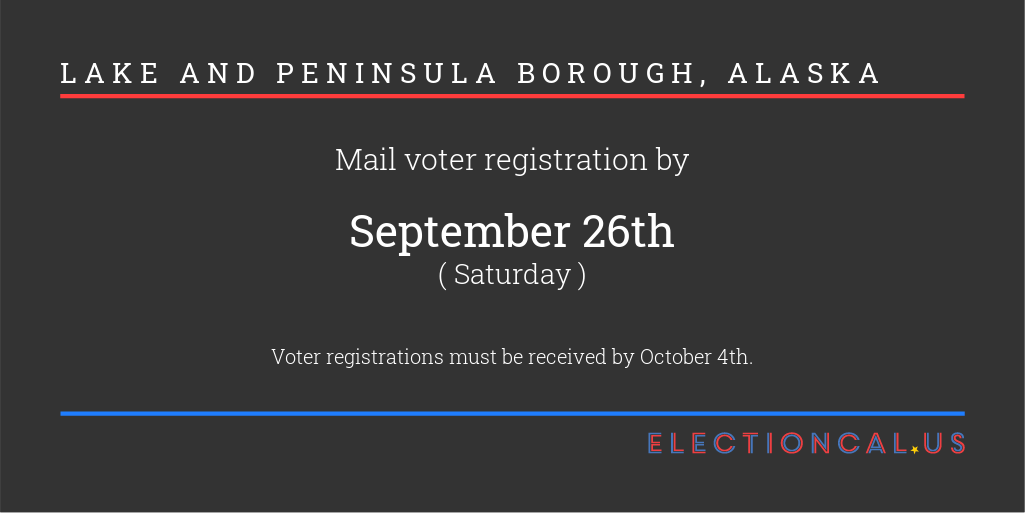 LAKE AND PENINSULA BOROUGH, ALASKA
Mail voter registration by
September 26th
( Saturday )
Voter registrations must be received by October 4th.
ELECTIONCAL.US